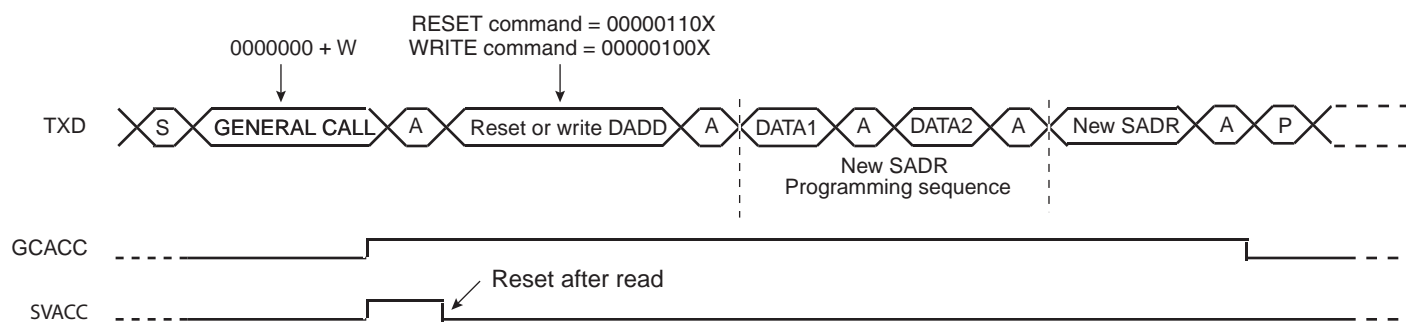 RESET command = 00000110X
0000000 + W
WRITE command = 00000100X
TXD S GENERAL CALL A Reset or write DADD A DATA1 A DATA2 A New SADR A P
New SADR
Programming sequence
GCACC
Reset after read
SVACC